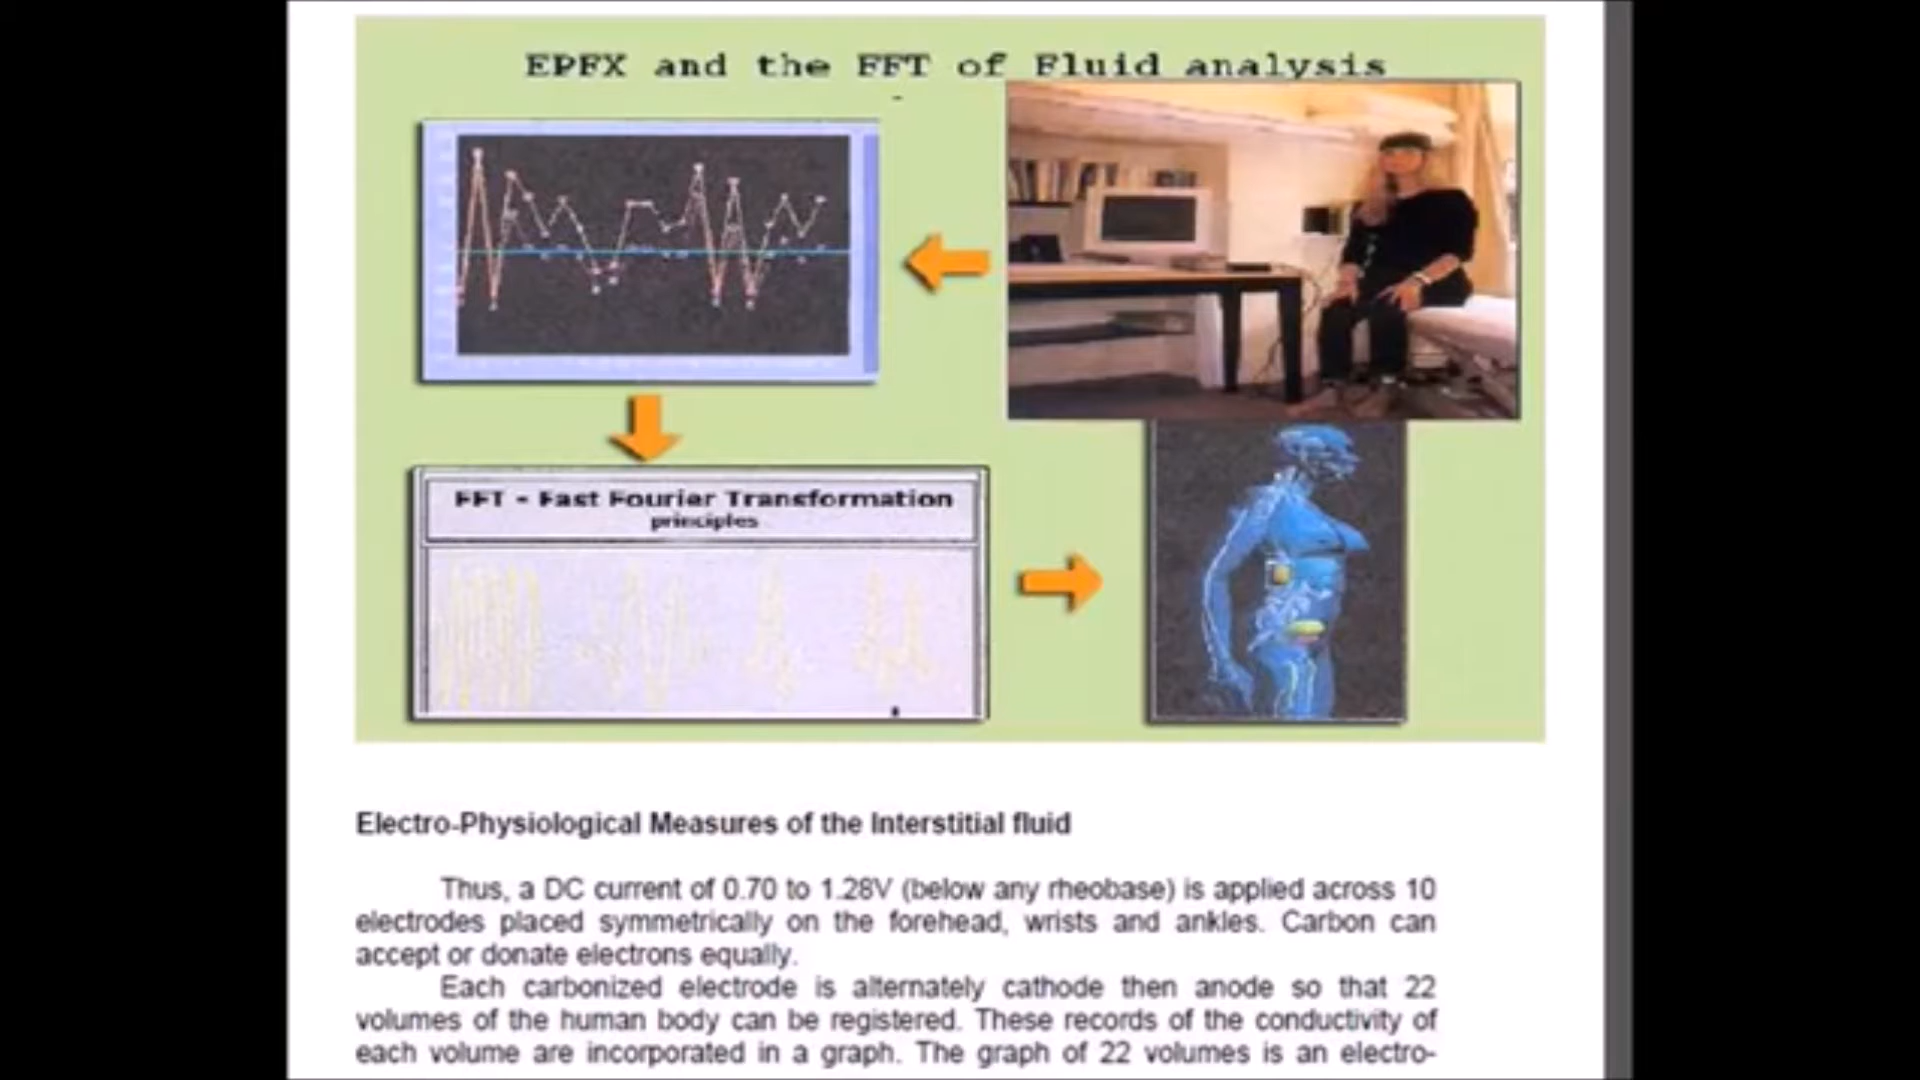 EPFX and the FFT of Fluid analysis
FFT - Fast Fourier Transformation
principles
Electro-Physiological Measures of the Interstitial fluid
Thus, a DC current of 0.70 to 1.28V (below any rheobase) is applied across 10
electrodes placed symmetrically on the forehead, wrists and ankles. Carbon can
accept or donate electrons equally.
Each carbonized electrode is alternately cathode then anode so that 22
volumes of the human body can be registered. These records of the conductivity of
each volume are incorporated in a graph. The graph of 22 volumes is an electro-